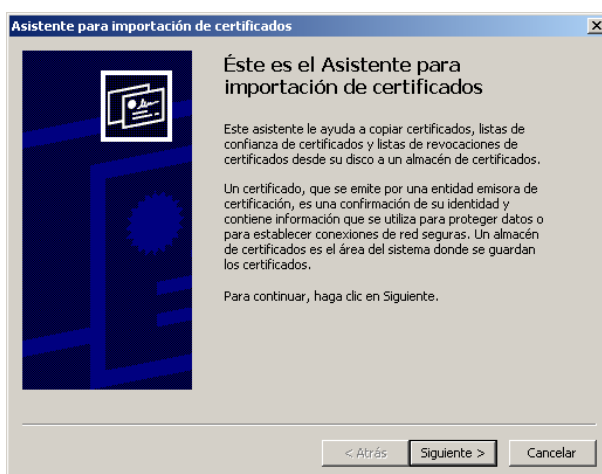 Asistente para importación de certificados
Éste es el Asistente para
importación de certificados
Este asistente le ayuda a copiar certificados, listas de
confianza de certificados y listas de revocaciones de
certificados desde su disco a un almacén de certificados.
Un certificado, que se emite por una entidad emisora de
certificación, es una confirmación de su identidad y
contiene información que se utiliza para proteger datos o
para establecer conexiones de red seguras. Un almacén
de certificados es el área del sistema donde se guardan
los certificados.
Para continuar, haga clic en Siguiente.
< Atrás Siguiente > Cancelar